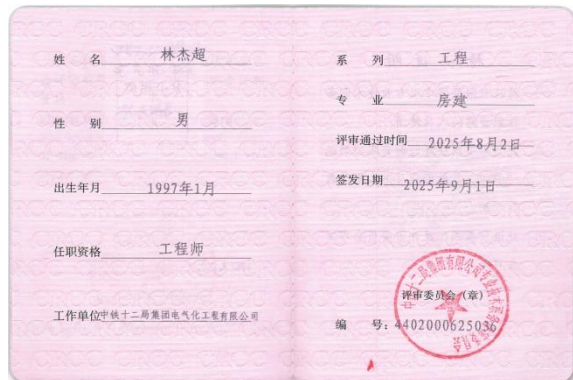 姓 名 林杰超
性 别 男
出生年月 1997年1月
任职资格 工程师
工作单位 中铁十二局集团电气化工程有限公司
系 列 工程
专 业 房建
评审通过时间 2025年8月2日
签发日期 2025年9月1日
评审委员会（章）
编 号：4402000625036